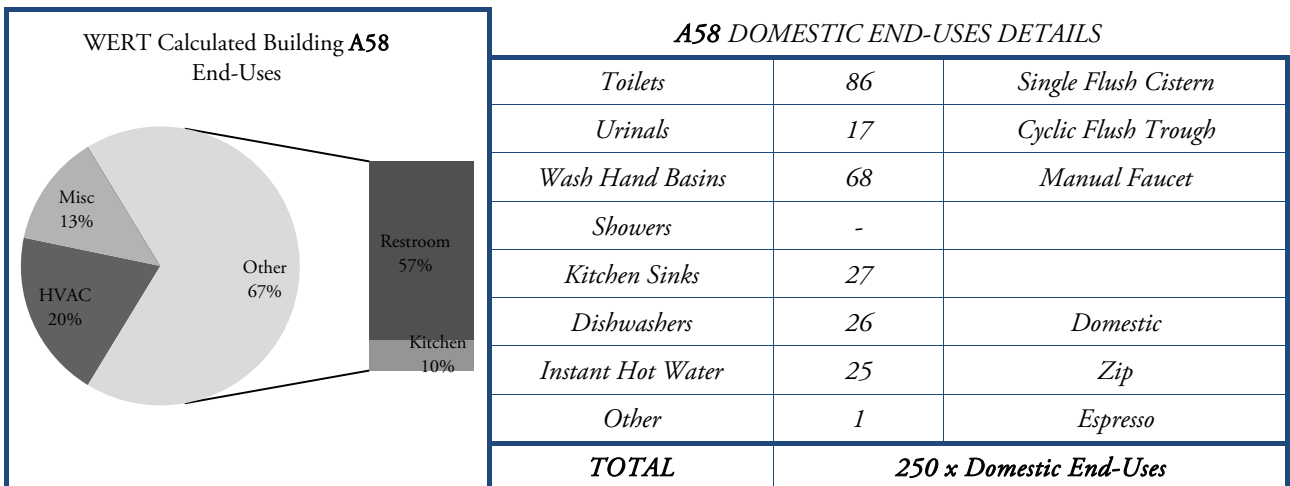 WERT Calculated Building A58
End-Uses
Misc
13%
HVAC
20%
Other
67%
Restroom
57%
Kitchen
10%
A58 DOMESTIC END-USES DETAILS
Toilets 86 Single Flush Cistern
Urinals 17 Cyclic Flush Trough
Wash Hand Basins 68 Manual Faucet
Showers -
Kitchen Sinks 27
Dishwashers 26 Domestic
Instant Hot Water 25 Zip
Other 1 Espresso
TOTAL 250 x Domestic End-Uses